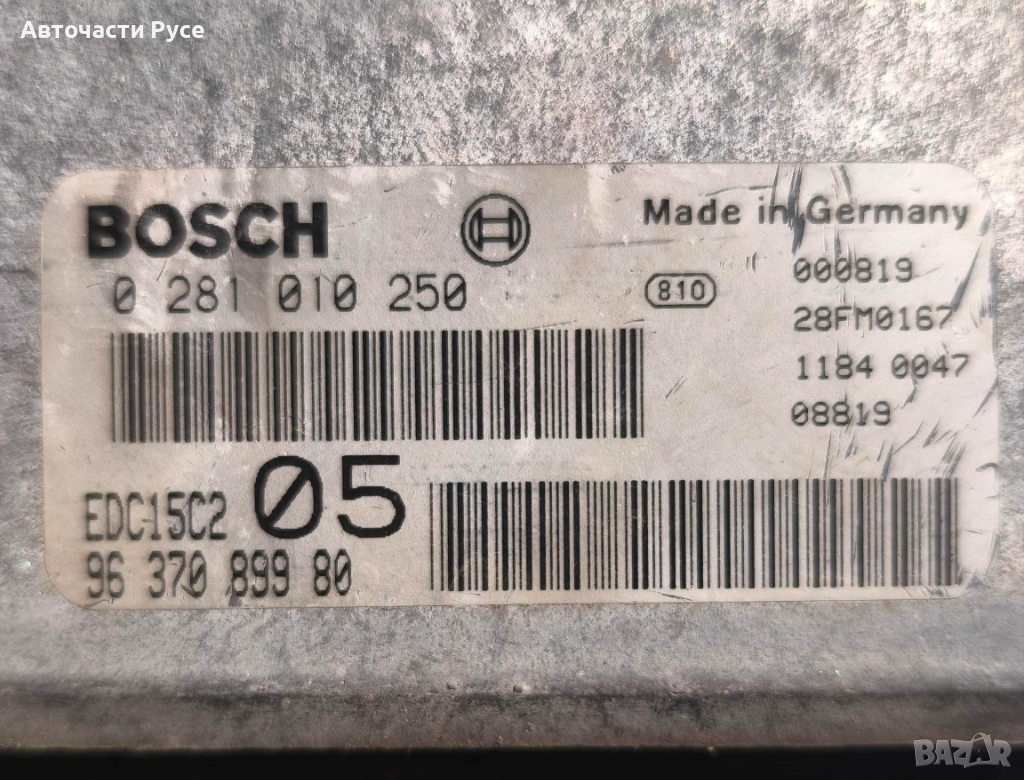 Авточасти Русе
BOSCH
Made in Germany
0 281 010 250
810
000819
28FM0167
1184 0047
08819
EDC15C2 05
96 370 899 80
BAZAR